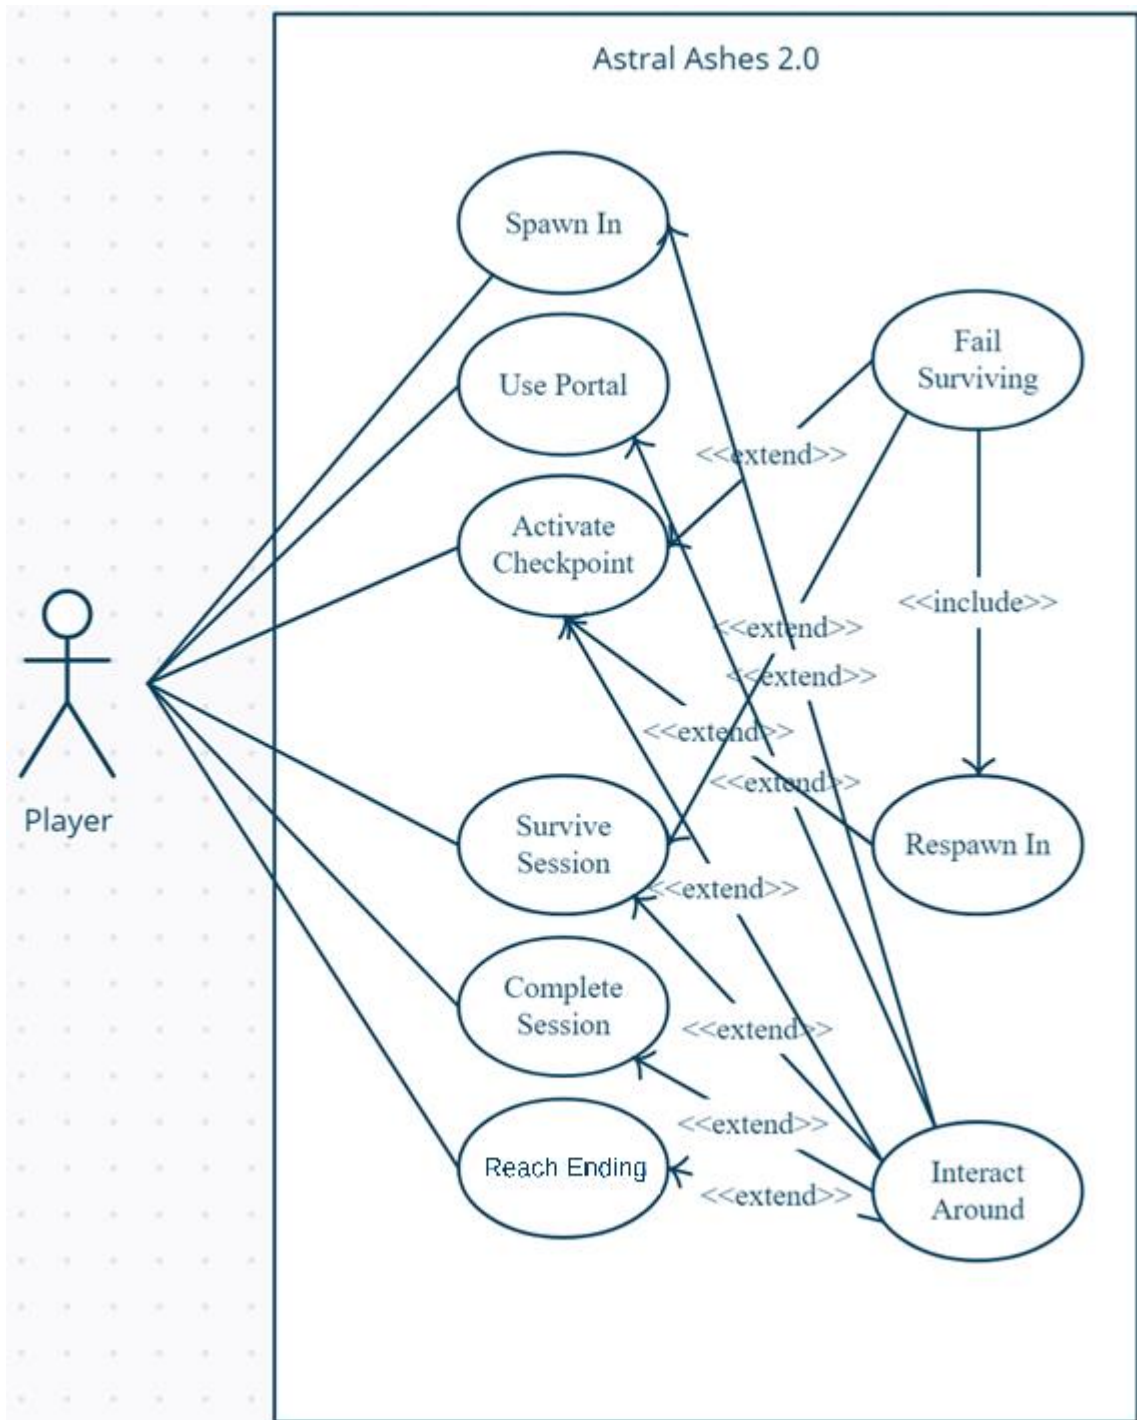 Astral Ashes 2.0
Spawn In
Fail
Surviving
Use Portal
<<extend>>
Activate
Checkpoint
<<include>>
<<extend>>
<<extend>>
<<extend>>
<<extend>>
Player
Survive
Session
Respawn In
<<extend>>
Complete
Session
<<extend>>
<<extend>>
Reach Ending
Interact
Around
<<extend>>